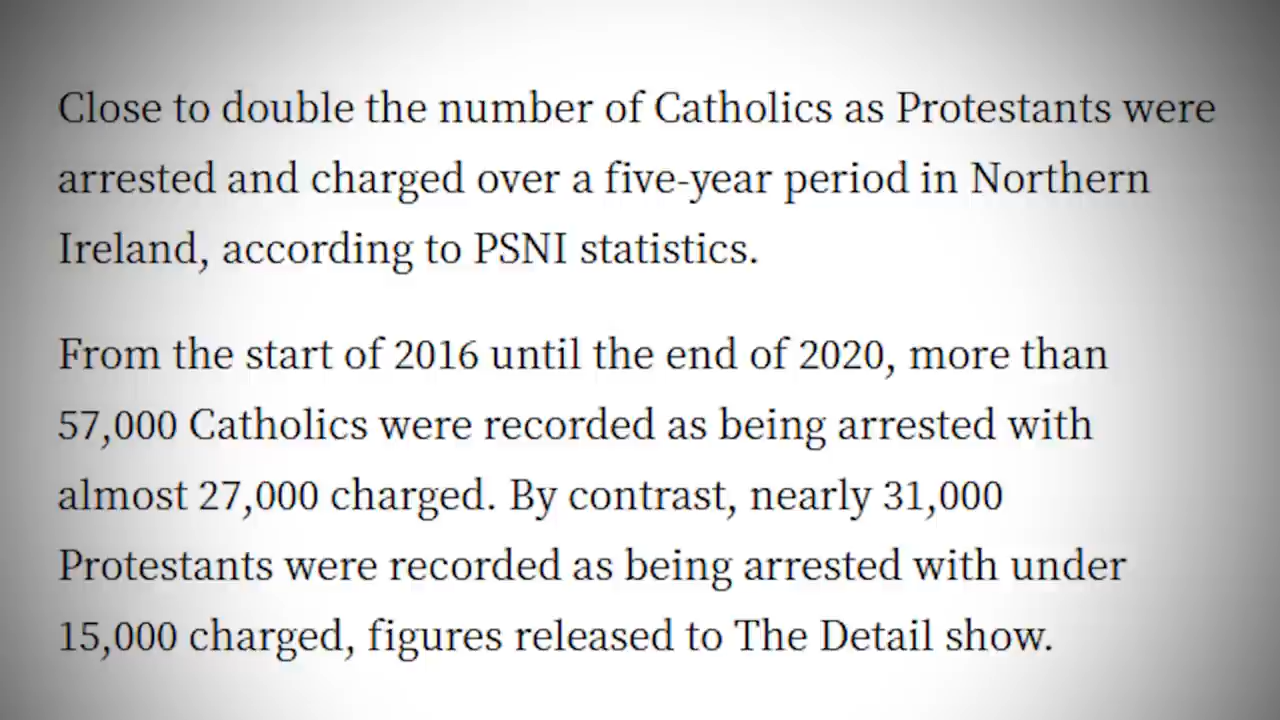 Close to double the number of Catholics as Protestants were
arrested and charged over a five-year period in Northern
Ireland, according to PSNI statistics.
From the start of 2016 until the end of 2020, more than
57,000 Catholics were recorded as being arrested with
almost 27,000 charged. By contrast, nearly 31,000
Protestants were recorded as being arrested with under
15,000 charged, figures released to The Detail show.